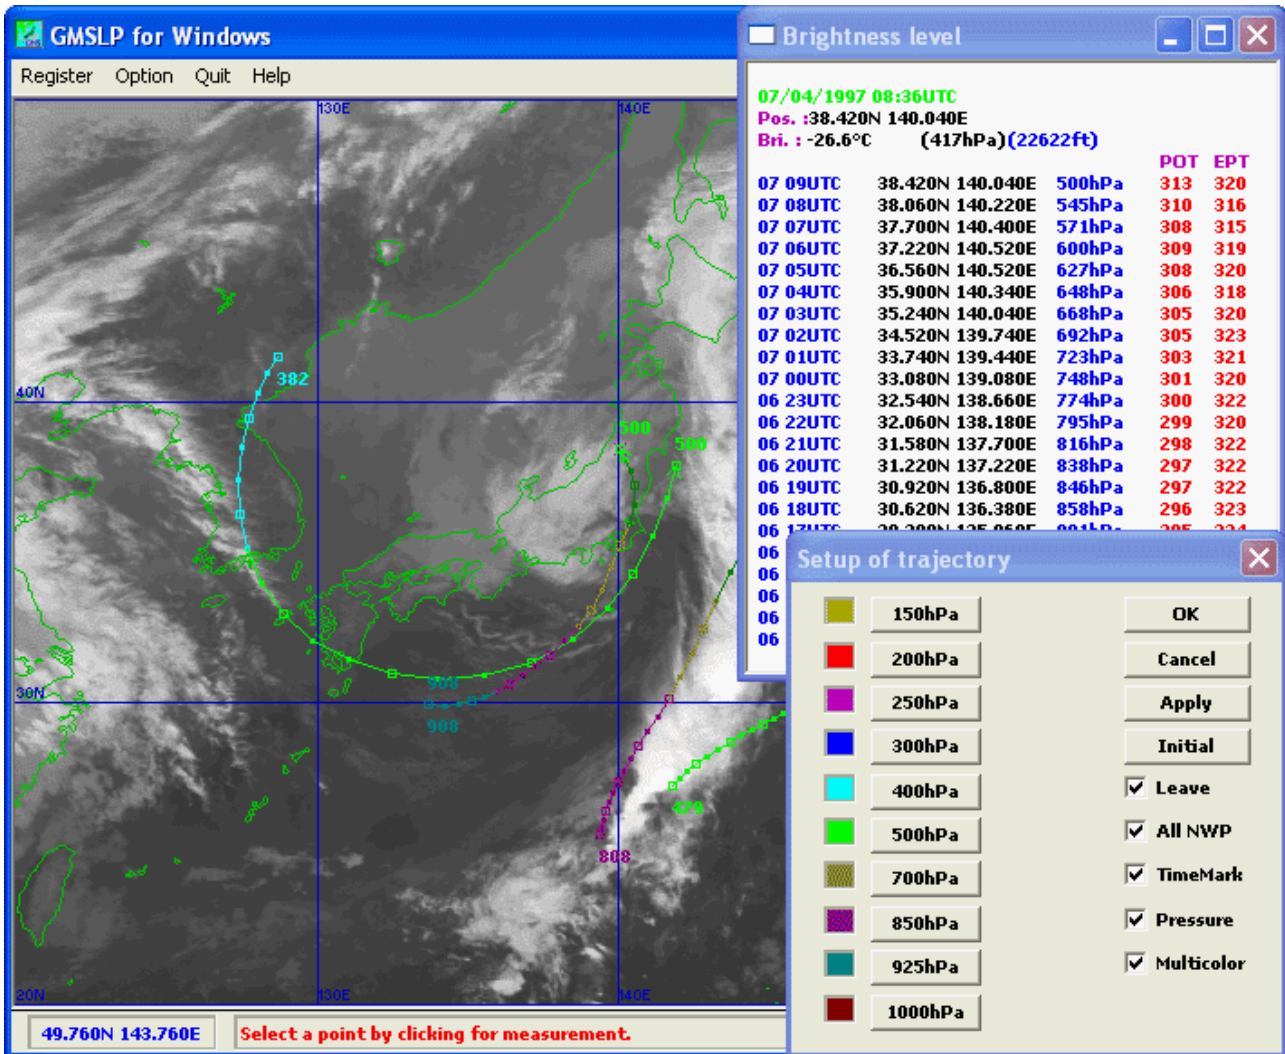 GMSLP for Windows
Register Option Quit Help
130E 140E
382
40N
500 500
908
30N
908
479
808
20N 130E 140E
49.760N 143.760E Select a point by clicking for measurement.
Brightness level
07/04/1997 08:36UTC
Pos. :38.420N 140.040E
Bri. : -26.6°C (417hPa)(22622ft)
POT EPT
07 09UTC 38.420N 140.040E 500hPa 313 320
07 08UTC 38.060N 140.220E 545hPa 310 316
07 07UTC 37.700N 140.400E 571hPa 308 315
07 06UTC 37.220N 140.520E 600hPa 309 319
07 05UTC 36.560N 140.520E 627hPa 308 320
07 04UTC 35.900N 140.340E 648hPa 306 318
07 03UTC 35.240N 140.040E 668hPa 305 320
07 02UTC 34.520N 139.740E 692hPa 305 323
07 01UTC 33.740N 139.440E 723hPa 303 321
07 00UTC 33.080N 139.080E 748hPa 301 320
06 23UTC 32.540N 138.660E 774hPa 300 322
06 22UTC 32.060N 138.180E 795hPa 299 320
06 21UTC 31.580N 137.700E 816hPa 298 322
06 20UTC 31.220N 137.220E 838hPa 297 322
06 19UTC 30.920N 136.800E 846hPa 297 322
06 18UTC 30.620N 136.380E 858hPa 296 323
06 17UTC
06
06
06
06
06
Setup of trajectory
150hPa OK
200hPa Cancel
250hPa Apply
300hPa Initial
400hPa Leave
500hPa All NWP
700hPa TimeMark
850hPa Pressure
925hPa Multicolor
1000hPa